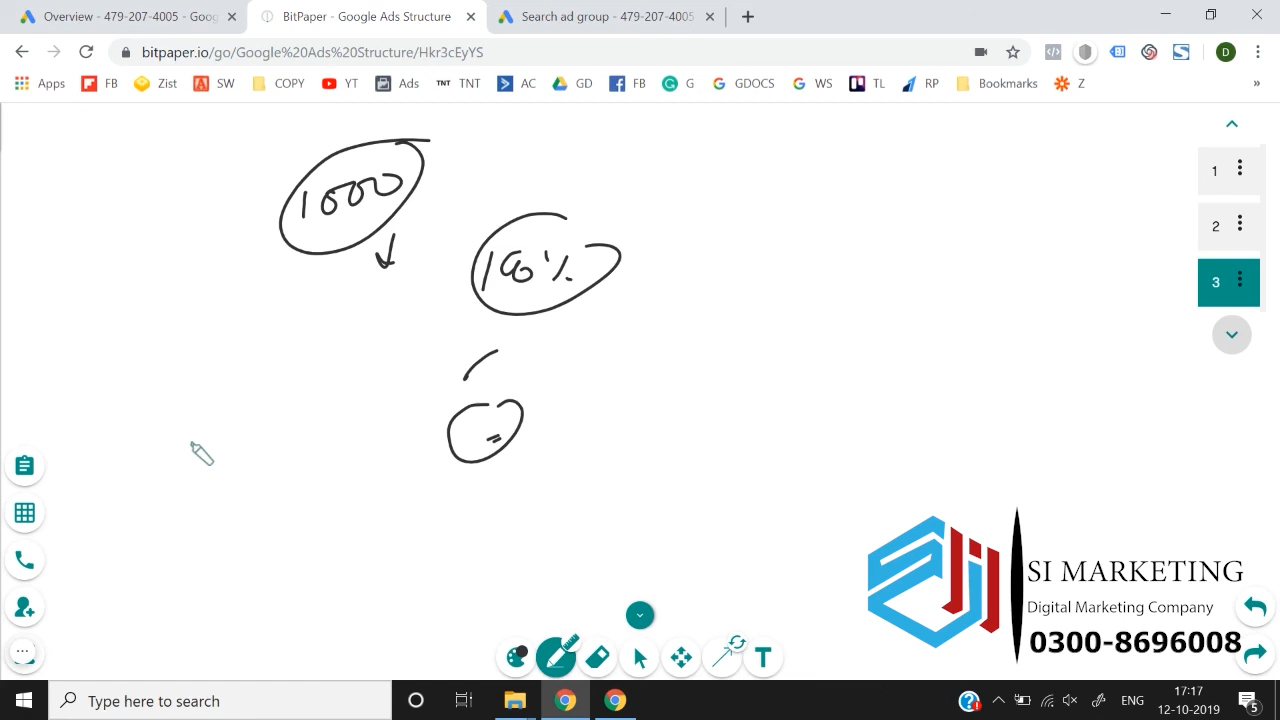 Overview - 479-207-4005 - Goog
BitPaper - Google Ads Structure
Search ad group - 479-207-4005
bitpaper.io/go/Google%20Ads%20Structure/Hkr3cEyYS
D
Apps FB Zist SW COPY YT Ads TNT TNT AC GD FB G GDOCS WS TL RP Bookmarks Z »
1000
100%
1
2
3
SI MARKETING
Digital Marketing Company
0300-8696008
T
Type here to search
ENG
17:17
12-10-2019
5